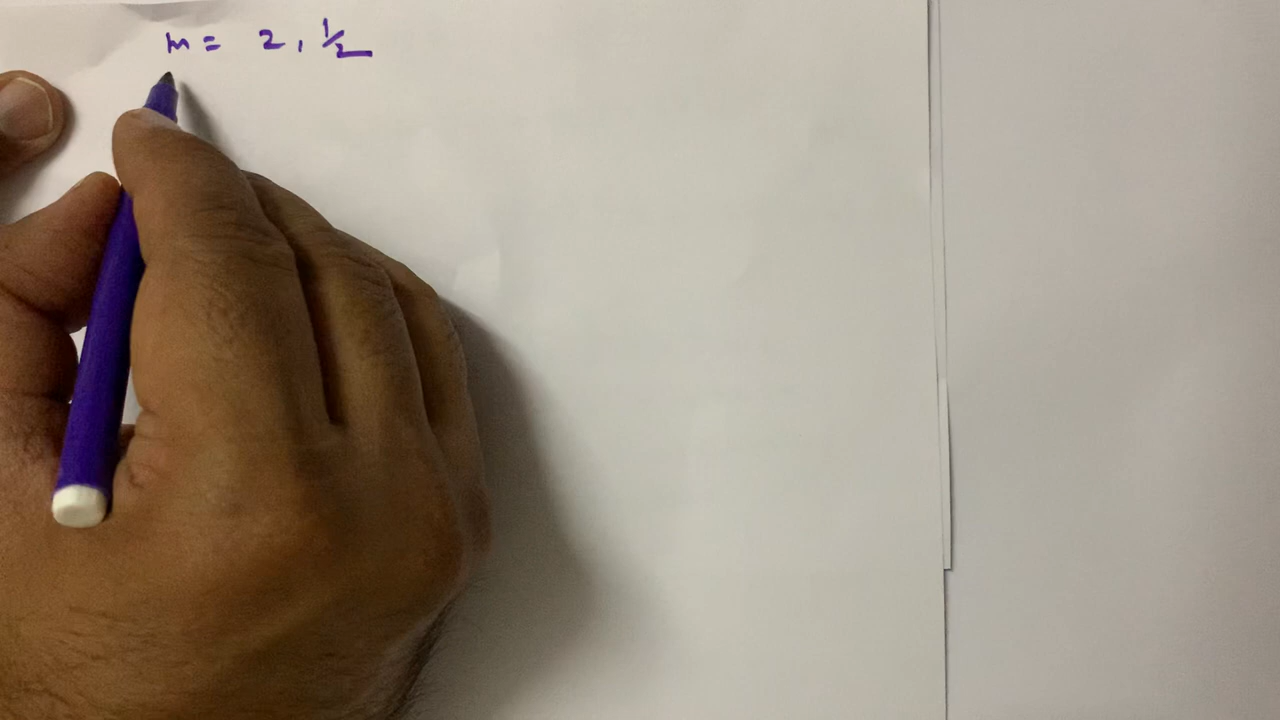 m = 2, 1/2